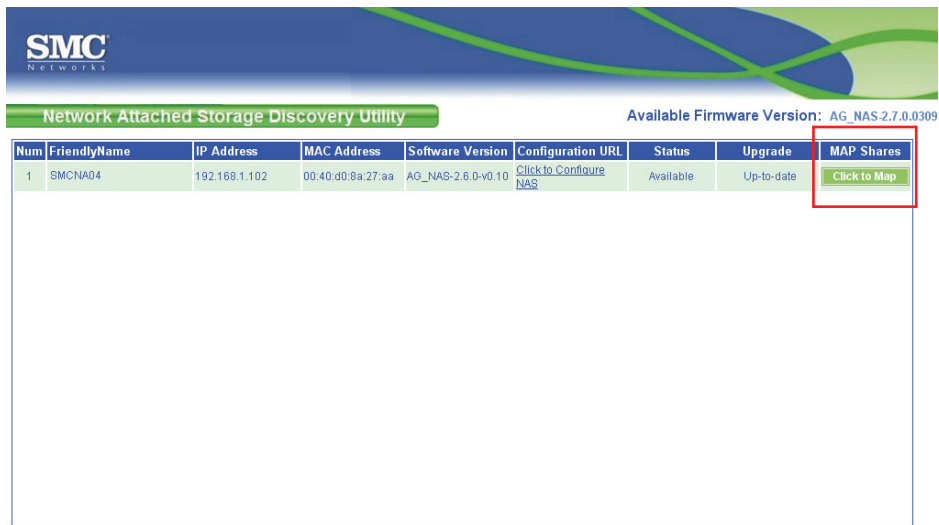 SMC
Networks
Network Attached Storage Discovery Utility
Available Firmware Version: AG_NAS-2.7.0.0309
Num FriendlyName IP Address MAC Address Software Version Configuration URL Status Upgrade MAP Shares
1 SMCNA04 192.168.1.102 00:40:d0:8a:27:aa AG_NAS-2.6.0-v0.10 Click to Configure NAS Available Up-to-date Click to Map